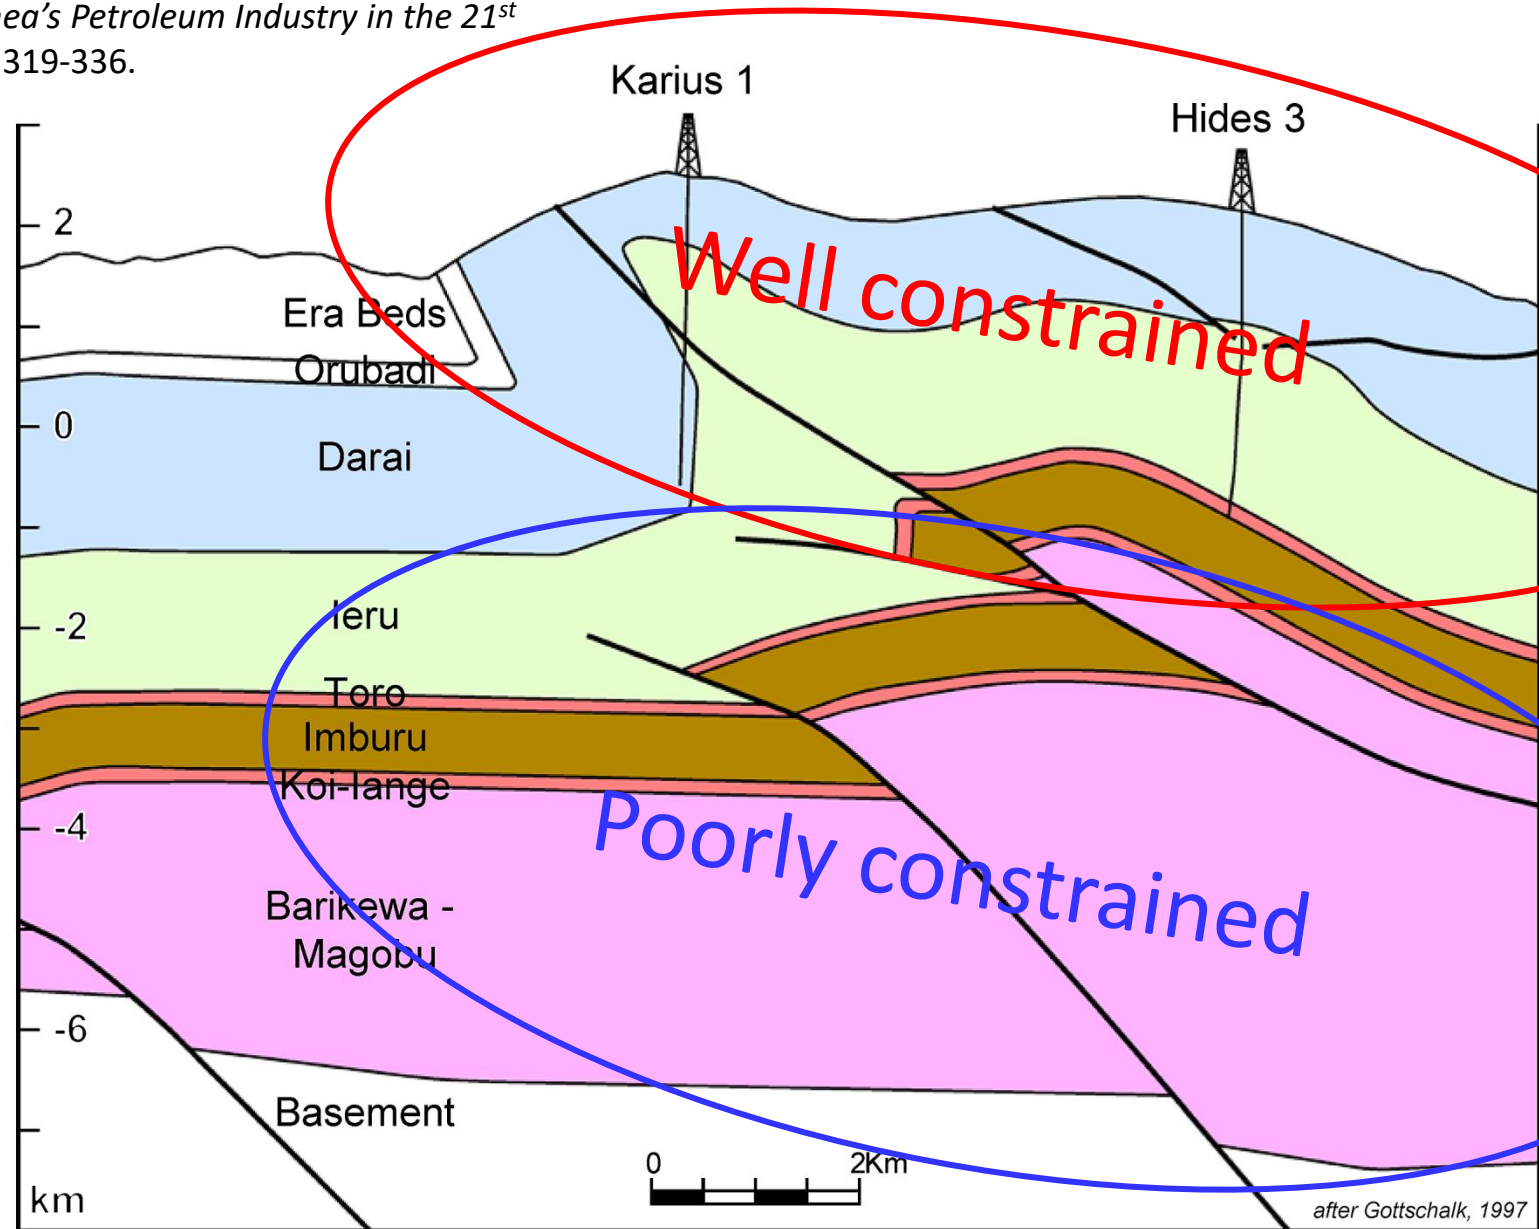 nea’s Petroleum Industry in the 21st
319-336.
Karius 1
Hides 3
2
Well constrained
Era Beds
Orubadi
0
Darai
Ieru
-2
Toro
Imburu
Koi-Iange
Poorly constrained
-4
Barikewa -
Magobu
-6
Basement
0 2Km
km
after Gottschalk, 1997